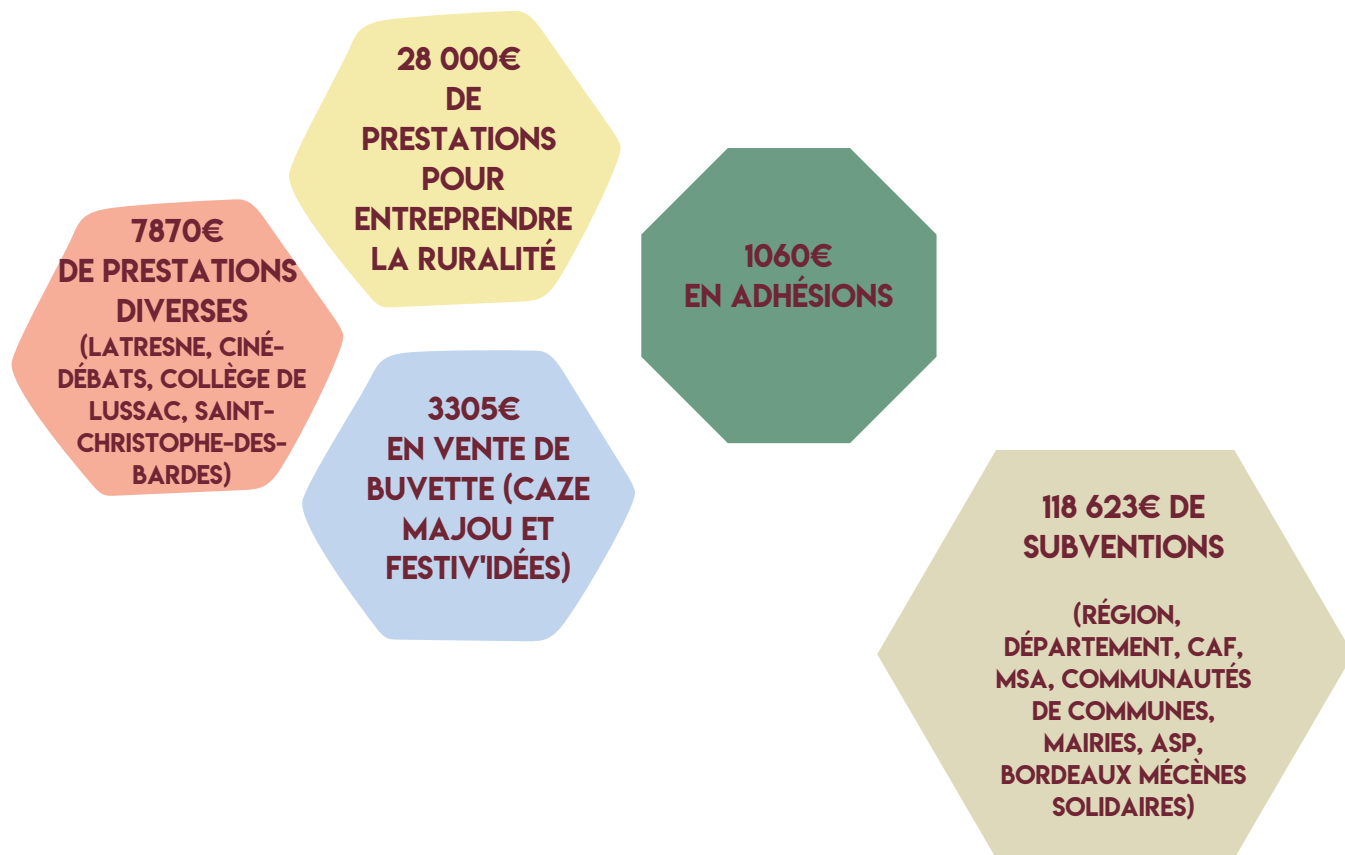 28 000€
DE
PRESTATIONS
POUR
ENTREPRENDRE
LA RURALITÉ
7870€
DE PRESTATIONS
DIVERSES
(LATRESNE, CINÉ-
DÉBATS, COLLÈGE DE
LUSSAC, SAINT-
CHRISTOPHE-DES-
BARDES)
1060€
EN ADHÉSIONS
3305€
EN VENTE DE
BUVETTE (CAZE
MAJOU ET
FESTIV'IDÉES)
118 623€ DE
SUBVENTIONS
(RÉGION,
DÉPARTEMENT, CAF,
MSA, COMMUNAUTÉS
DE COMMUNES,
MAIRIES, ASP,
BORDEAUX MÉCÈNES
SOLIDAIRES)